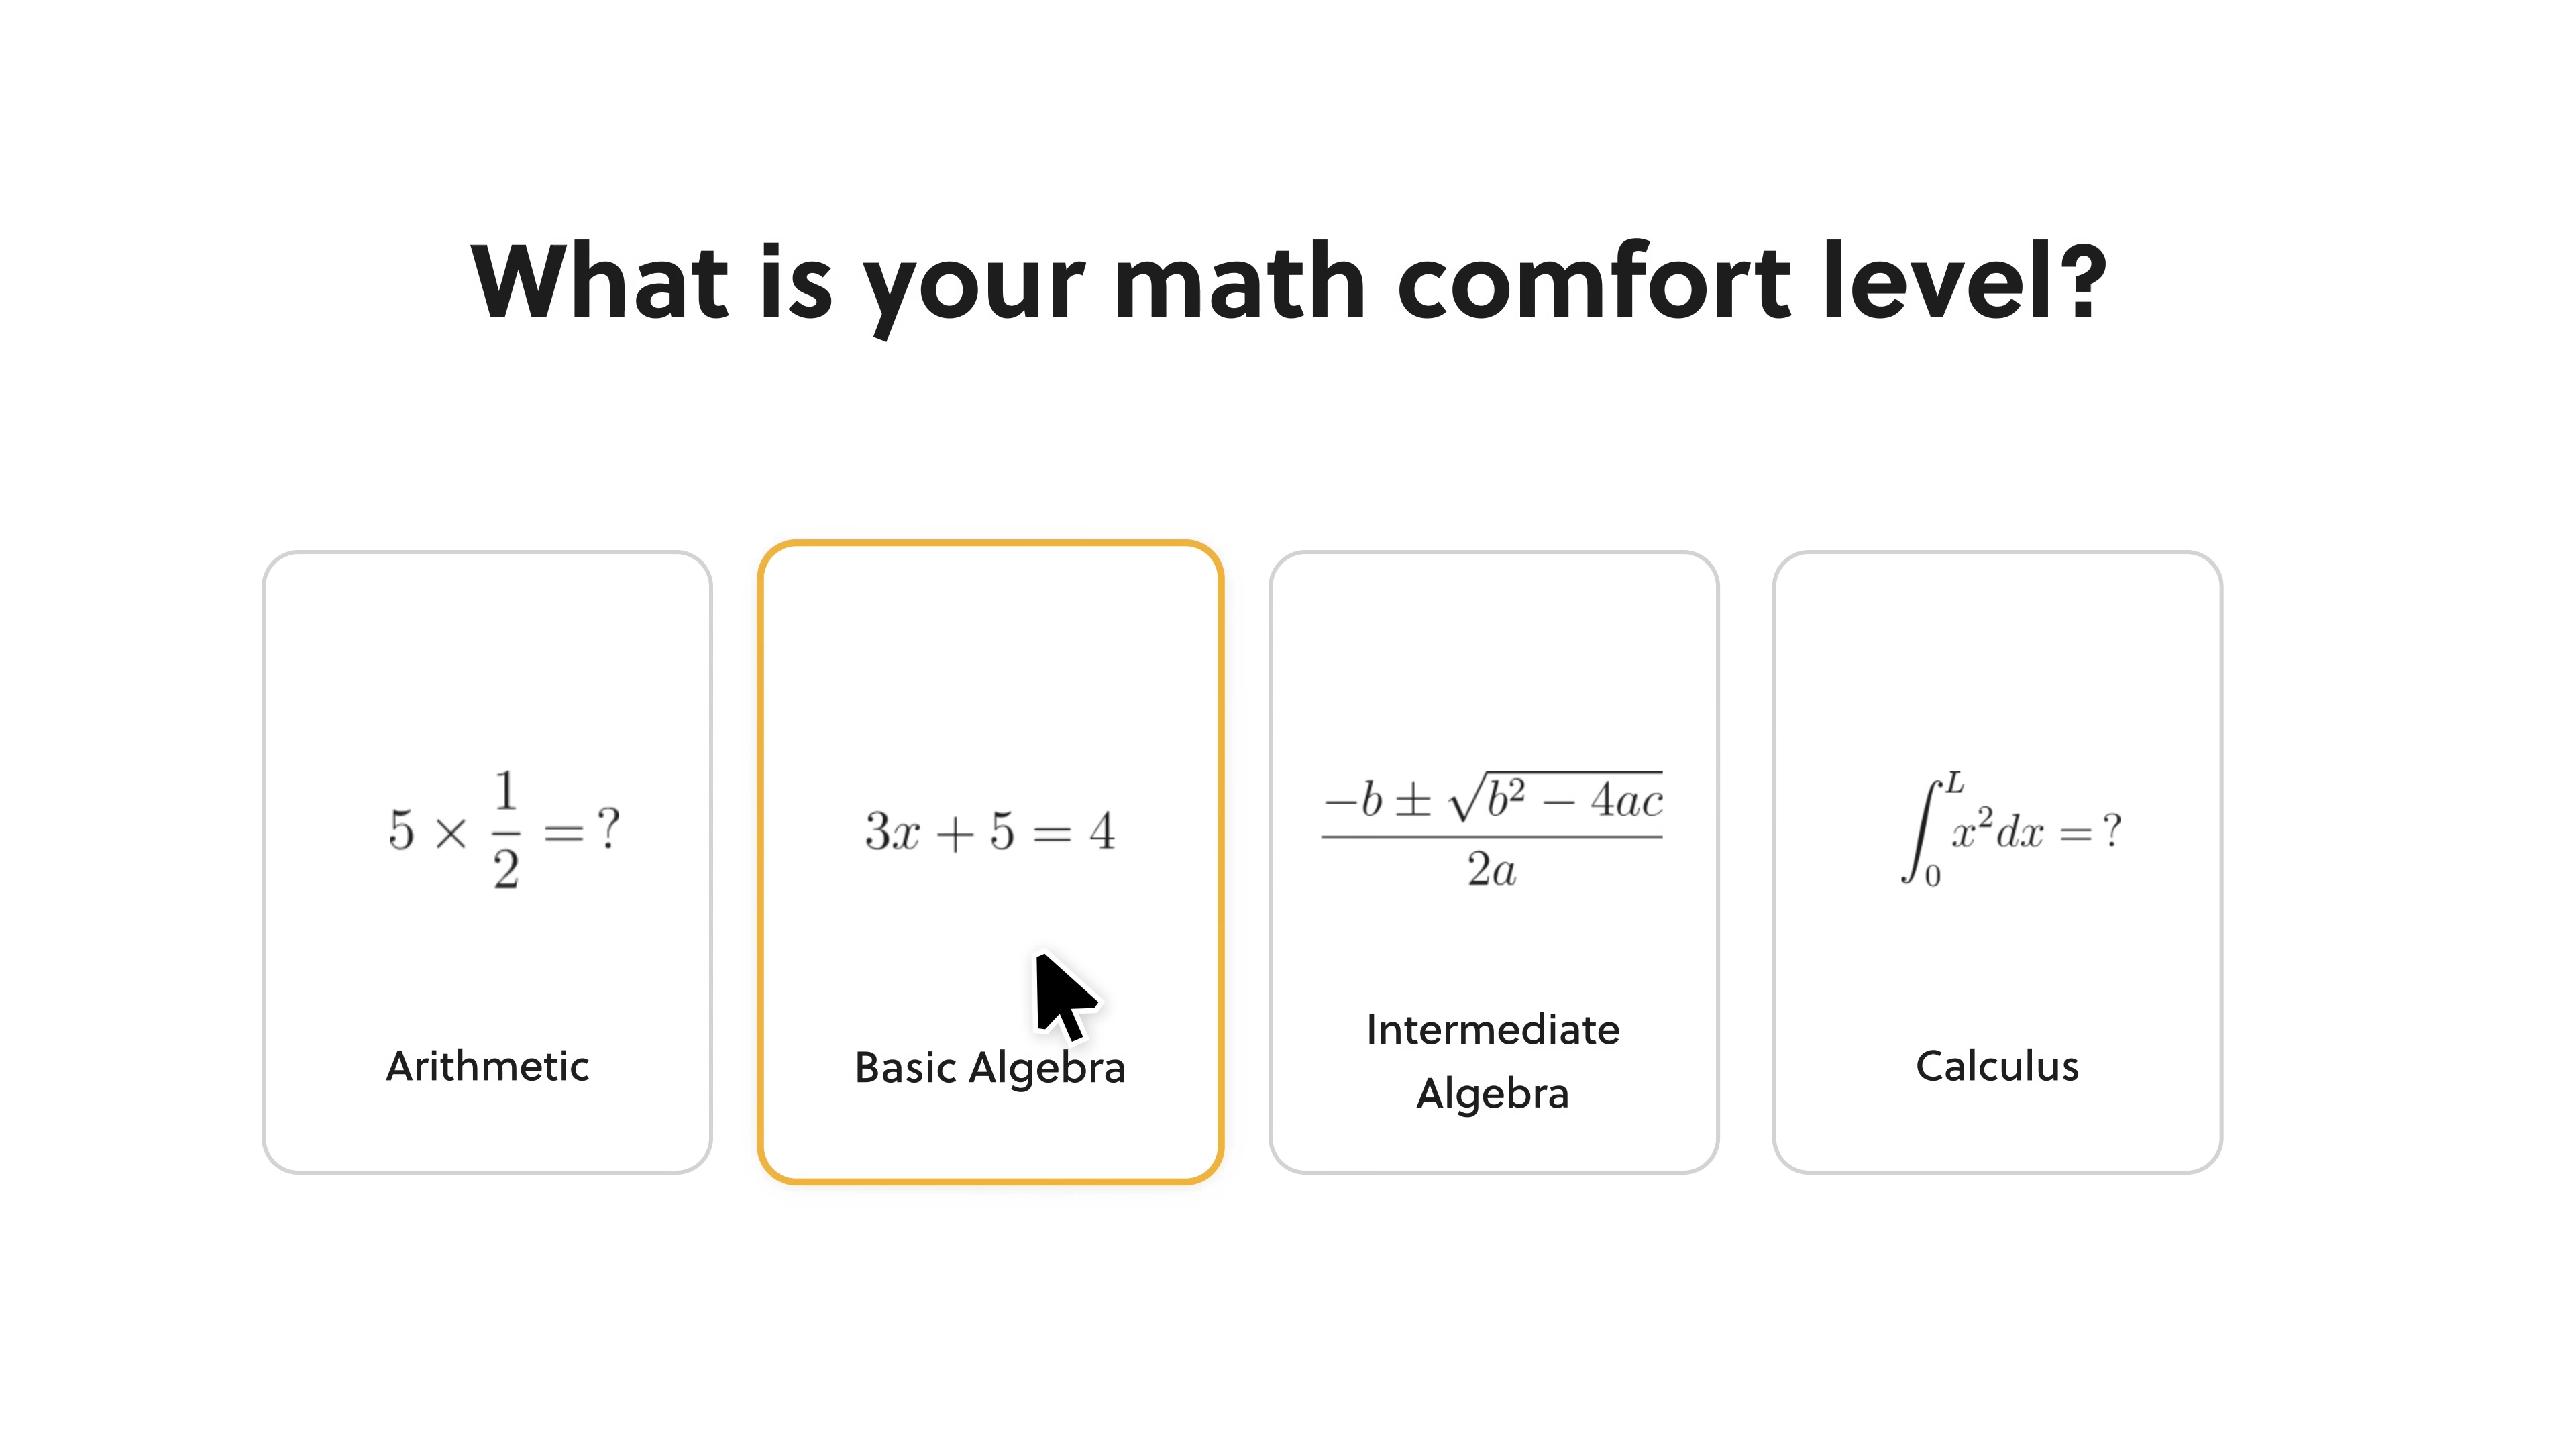 What is your math comfort level?
5 × 1/2 = ?
Arithmetic
3x + 5 = 4
Basic Algebra
(−b ± √(b² − 4ac))/(2a)
Intermediate
Algebra
∫₀ᴸ x²dx = ?
Calculus